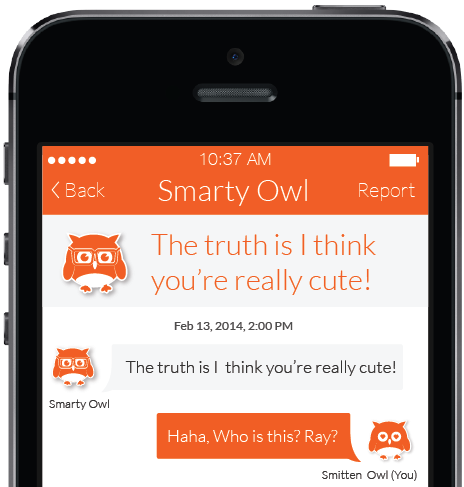 10:37 AM
Back Smarty Owl Report
The truth is I think
you're really cute!
Feb 13, 2014, 2:00 PM
The truth is I think you're really cute!
Smarty Owl
Haha, Who is this? Ray?
Smitten Owl (You)